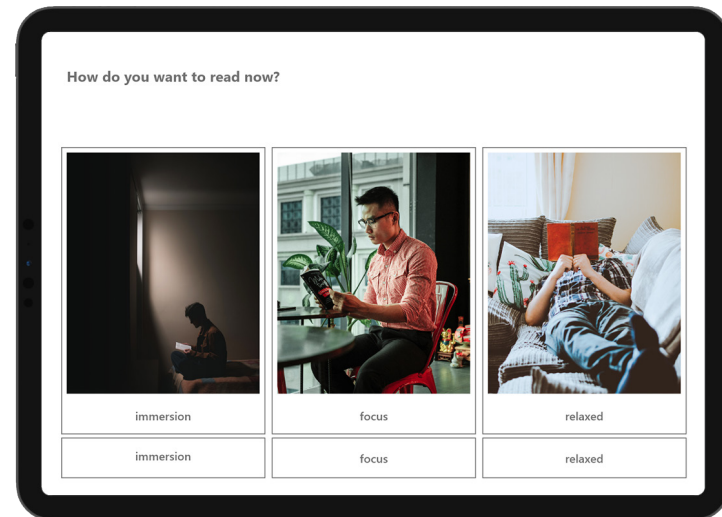 How do you want to read now?
immersion
focus
relaxed
immersion
focus
relaxed